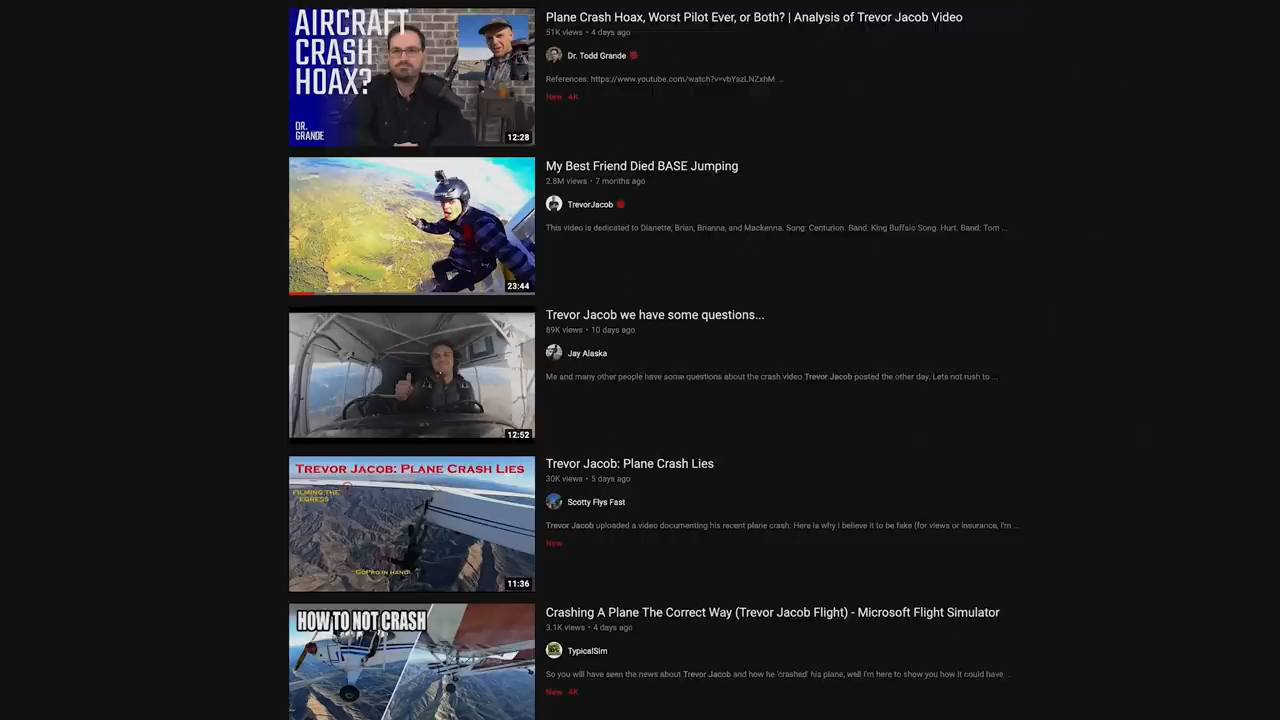 AIRCRAFT
CRASH
HOAX?
DR.
GRANDE
12:28
Plane Crash Hoax, Worst Pilot Ever, or Both? | Analysis of Trevor Jacob Video
51K views • 4 days ago
Dr. Todd Grande
References: https://www.youtube.com/watch?v=vbYszLNZxhM ...
New 4K
23:44
My Best Friend Died BASE Jumping
2.8M views • 7 months ago
TrevorJacob
This video is dedicated to Dianette, Brian, Brianna, and Mackenna. Song: Centurion. Band: King Buffalo Song. Hurt. Band: Tom ...
12:52
Trevor Jacob we have some questions...
89K views • 10 days ago
Jay Alaska
Me and many other people have some questions about the crash video Trevor Jacob posted the other day. Lets not rush to ...
TREVOR JACOB: PLANE CRASH LIES
FILMING THE
EGRESS
GOPRO IN HAND
11:36
Trevor Jacob: Plane Crash Lies
30K views • 5 days ago
Scotty Flys Fast
Trevor Jacob uploaded a video documenting his recent plane crash. Here is why i believe it to be fake (for views or insurance, I'm ...
New
HOW TO NOT CRASH
Crashing A Plane The Correct Way (Trevor Jacob Flight) - Microsoft Flight Simulator
3.1K views • 4 days ago
TypicalSim
So you will have seen the news about Trevor Jacob and how he 'crashed' his plane, well I'm here to show you how it could have ...
New 4K